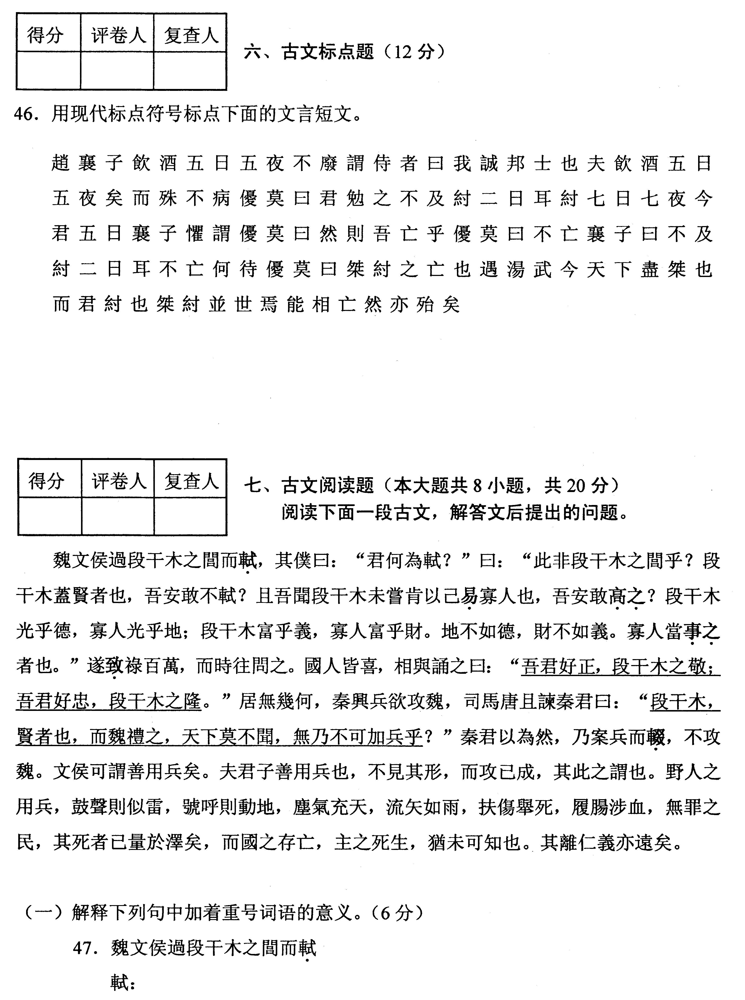 得分 评卷人 复查人
六、古文标点题（12 分）
46．用现代标点符号标点下面的文言短文。
趙襄子飲酒五日五夜不廢謂侍者曰我誠邦士也夫飲酒五日
五夜矣而殊不病優莫曰君勉之不及紂二日耳紂七日七夜今
君五日襄子懼謂優莫曰然則吾亡乎優莫曰不亡襄子曰不及
紂二日耳不亡何待優莫曰桀紂之亡也遇湯武今天下盡桀也
而君紂也桀紂並世焉能相亡然亦殆矣
得分 评卷人 复查人
七、古文阅读题（本大题共 8 小题，共 20 分）
阅读下面一段古文，解答文后提出的问题。
魏文侯過段干木之閭而軾，其僕曰：“君何為軾？”曰：“此非段干木之閭乎？段
干木蓋賢者也，吾安敢不軾？且吾聞段干木未嘗肯以己易寡人也，吾安敢高之？段干木
光乎德，寡人光乎地；段干木富乎義，寡人富乎財。地不如德，財不如義。寡人當事之
者也。”遂致祿百萬，而時往問之。國人皆喜，相與誦之曰：“吾君好正，段干木之敬；
吾君好忠，段干木之隆。”居無幾何，秦興兵欲攻魏，司馬唐且諫秦君曰：“段干木，
賢者也，而魏禮之，天下莫不聞，無乃不可加兵乎？”秦君以為然，乃案兵而輟，不攻
魏。文侯可謂善用兵矣。夫君子善用兵也，不見其形，而攻已成，其此之謂也。野人之
用兵，鼓聲則似雷，號呼則動地，塵氣充天，流矢如雨，扶傷舉死，履腸涉血，無罪之
民，其死者已量於澤矣，而國之存亡，主之死生，猶未可知也。其離仁義亦遠矣。
（一）解释下列句中加着重号词语的意义。（6 分）
47．魏文侯過段干木之閭而軾
軾：